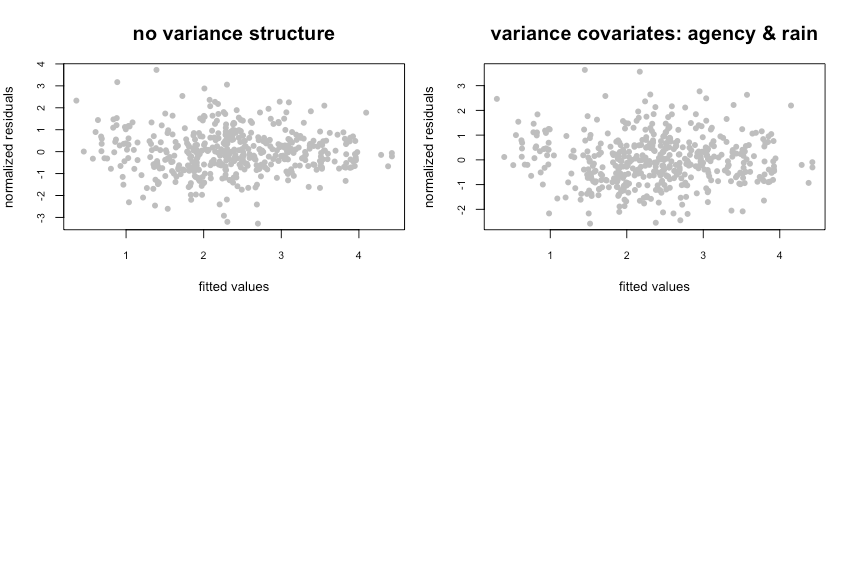 no variance structure
normalized residuals
4
3
2
1
0
-1
-2
-3
1 2 3 4
fitted values
variance covariates: agency & rain
normalized residuals
3
2
1
0
-1
-2
1 2 3 4
fitted values